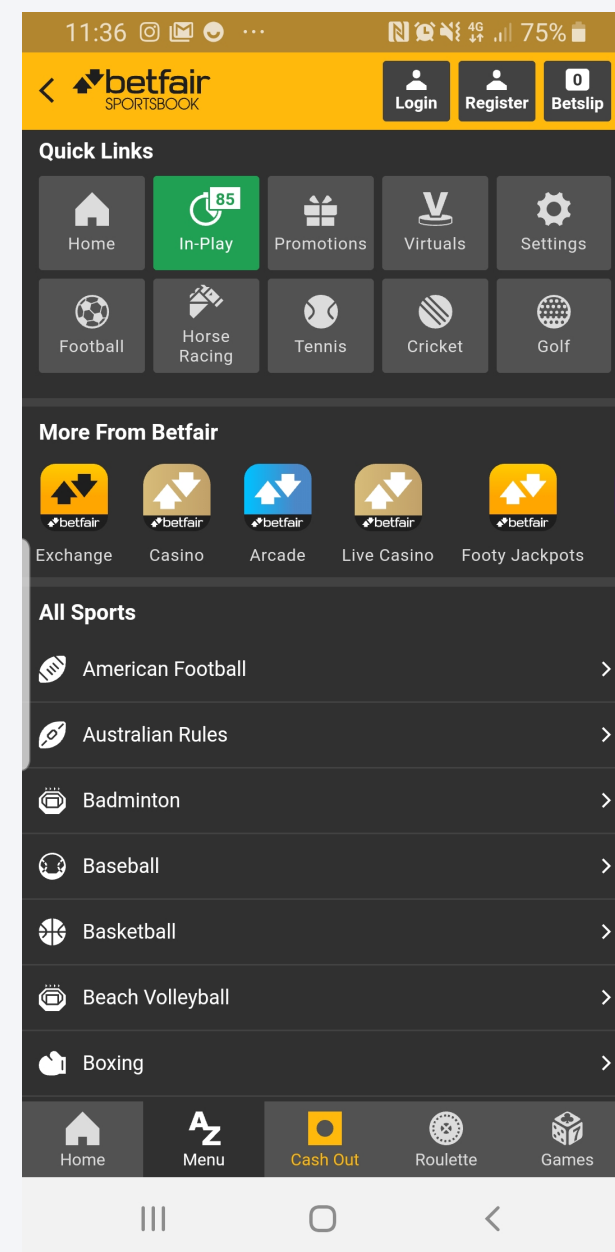 11:36 4G 75%
betfair
SPORTSBOOK
Login Register 0 Betslip
Quick Links
85
Home In-Play Promotions Virtuals Settings
Football Horse Racing Tennis Cricket Golf
More From Betfair
betfair betfair betfair betfair betfair
Exchange Casino Arcade Live Casino Footy Jackpots
All Sports
American Football
Australian Rules
Badminton
Baseball
Basketball
Beach Volleyball
Boxing
AZ
Home Menu Cash Out Roulette Games